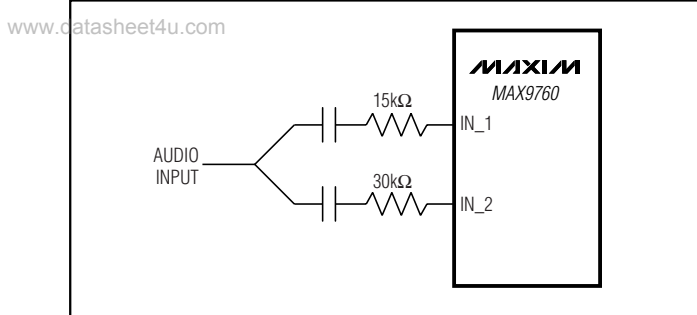 www.datasheet4u.com
MAXIM
MAX9760
15kΩ
IN_1
AUDIO
INPUT
30kΩ
IN_2